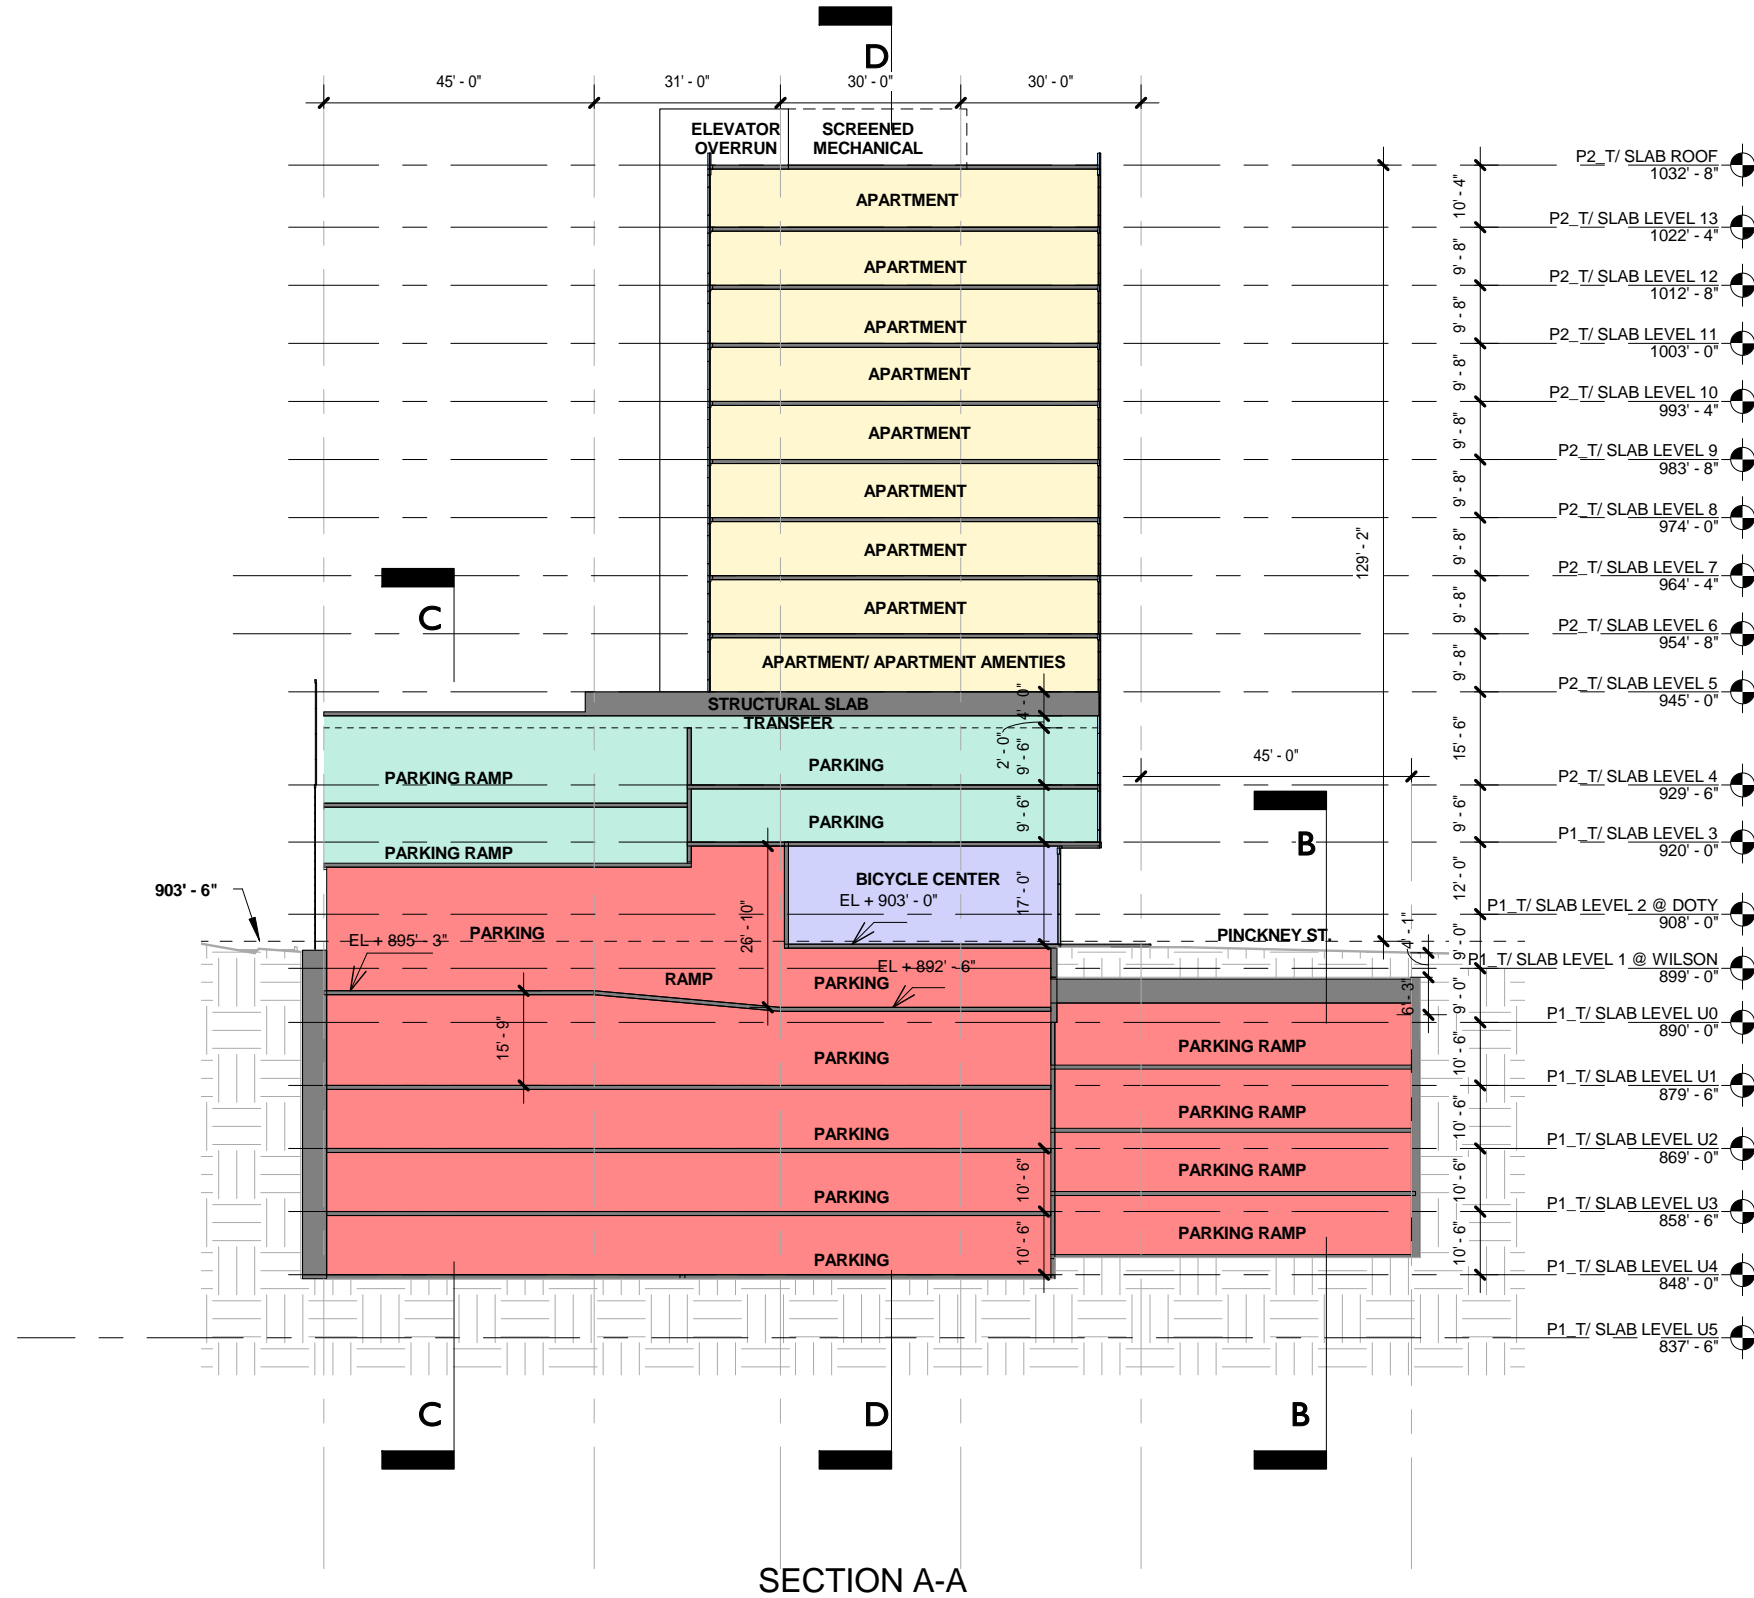 D
45' - 0"
31' - 0"
30' - 0"
30' - 0"
ELEVATOR
OVERRUN
SCREENED
MECHANICAL
P2_T/ SLAB ROOF
1032' - 8"
10' - 4"
APARTMENT
P2_T/ SLAB LEVEL 13
1022' - 4"
9' - 8"
APARTMENT
P2_T/ SLAB LEVEL 12
1012' - 8"
9' - 8"
APARTMENT
P2_T/ SLAB LEVEL 11
1003' - 0"
9' - 8"
APARTMENT
P2_T/ SLAB LEVEL 10
993' - 4"
9' - 8"
APARTMENT
P2_T/ SLAB LEVEL 9
983' - 8"
9' - 8"
APARTMENT
P2_T/ SLAB LEVEL 8
974' - 0"
9' - 8"
APARTMENT
129' - 2"
P2_T/ SLAB LEVEL 7
964' - 4"
9' - 8"
APARTMENT
C
P2_T/ SLAB LEVEL 6
954' - 8"
9' - 8"
APARTMENT/ APARTMENT AMENTIES
P2_T/ SLAB LEVEL 5
945' - 0"
STRUCTURAL SLAB
TRANSFER
4' - 0"
2' - 0"
9' - 6"
15' - 6"
45' - 0"
PARKING RAMP
PARKING
P2_T/ SLAB LEVEL 4
929' - 6"
9' - 6"
9' - 6"
PARKING
PARKING RAMP
B
P1_T/ SLAB LEVEL 3
920' - 0"
12' - 0"
903' - 6"
BICYCLE CENTER
EL + 903' - 0"
17' - 0"
26' - 10"
P1_T/ SLAB LEVEL 2 @ DOTY
908' - 0"
PARKING
EL + 895' - 3"
PINCKNEY ST.
4' - 1"
9' - 0"
P1_T/ SLAB LEVEL 1 @ WILSON
899' - 0"
RAMP
EL + 892' - 6"
PARKING
6' - 3"
9' - 0"
P1_T/ SLAB LEVEL U0
890' - 0"
15' - 9"
PARKING
PARKING RAMP
10' - 6"
P1_T/ SLAB LEVEL U1
879' - 6"
PARKING
PARKING RAMP
10' - 6"
P1_T/ SLAB LEVEL U2
869' - 0"
PARKING
10' - 6"
PARKING RAMP
10' - 6"
P1_T/ SLAB LEVEL U3
858' - 6"
PARKING
10' - 6"
PARKING RAMP
10' - 6"
P1_T/ SLAB LEVEL U4
848' - 0"
P1_T/ SLAB LEVEL U5
837' - 6"
C
D
B
SECTION A-A